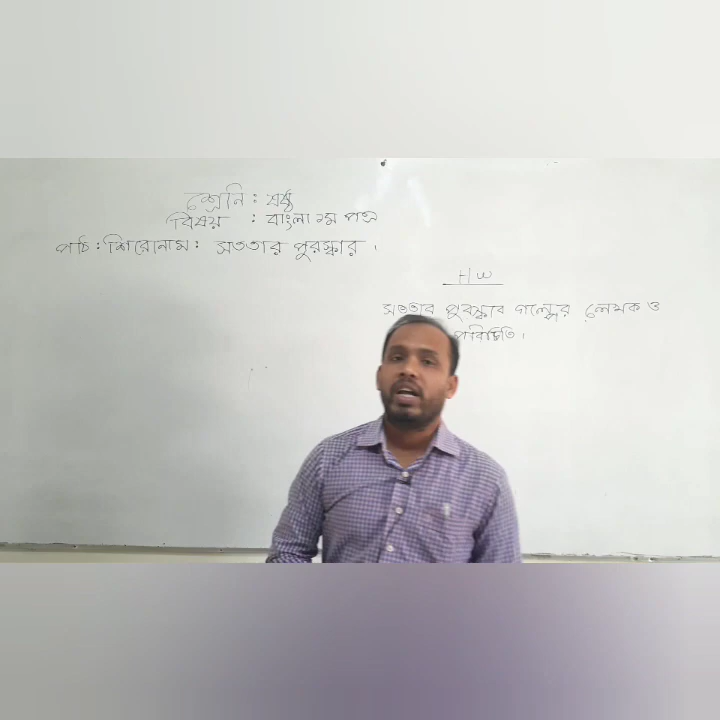 শ্রেনি : ষষ্ঠ
বিষয় : বাংলা ১ম পত্র
পাঠ : শিরোনাম : সততার পুরস্কার ।
HW
সততার পুরস্কার গল্পের লেখক ও
পরিচিতি ।